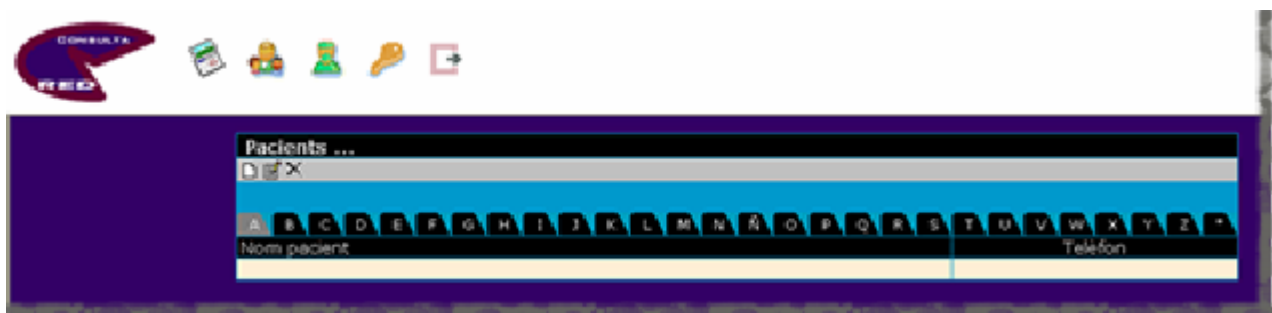 CONSULTA
RED
Pacients ...
A B C D E F G H I J K L M N Ñ O P Q R S T U V W X Y Z *
Nom pacient Telèfon